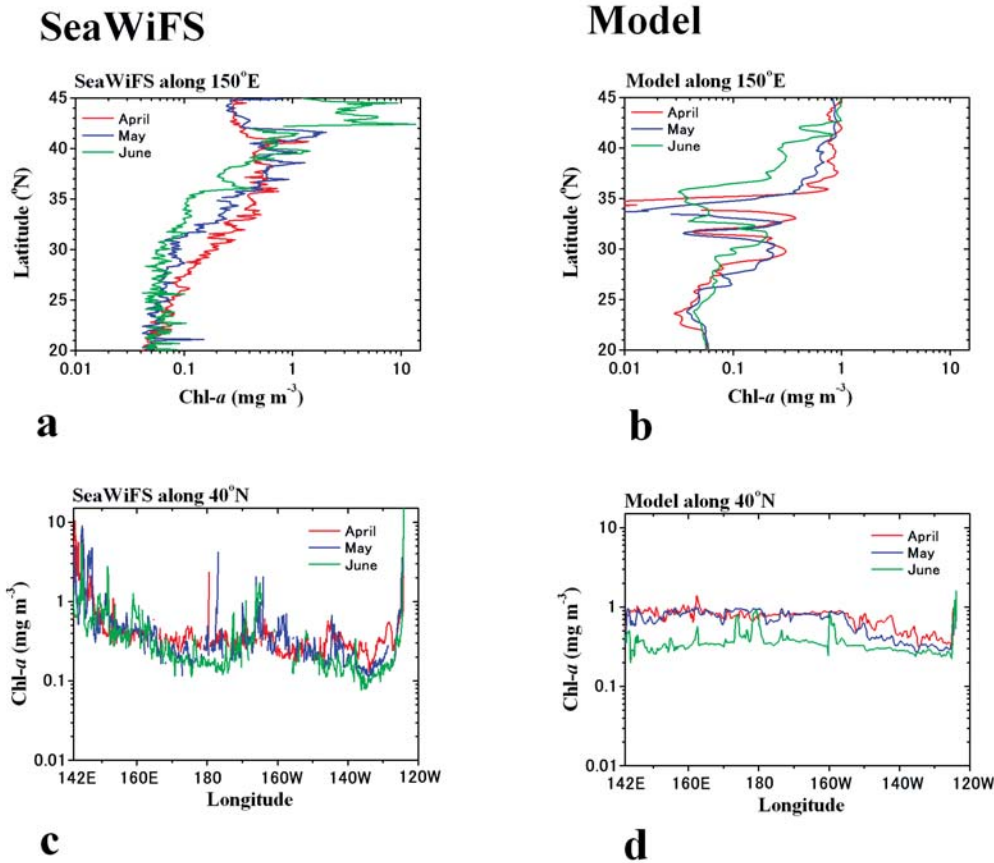 SeaWiFS
Model
SeaWiFS along 150°E
45
40
35
30
25
20
Latitude (°N)
April
May
June
0.01
0.1
1
10
Chl-a (mg m⁻³)
a
Model along 150°E
45
40
35
30
25
20
Latitude (°N)
April
May
June
0.01
0.1
1
10
Chl-a (mg m⁻³)
b
SeaWiFS along 40°N
10
1
0.1
0.01
Chl-a (mg m⁻³)
April
May
June
142E
160E
180
160W
140W
120W
Longitude
c
Model along 40°N
10
1
0.1
0.01
Chl-a (mg m⁻³)
April
May
June
142E
160E
180
160W
140W
120W
Longitude
d